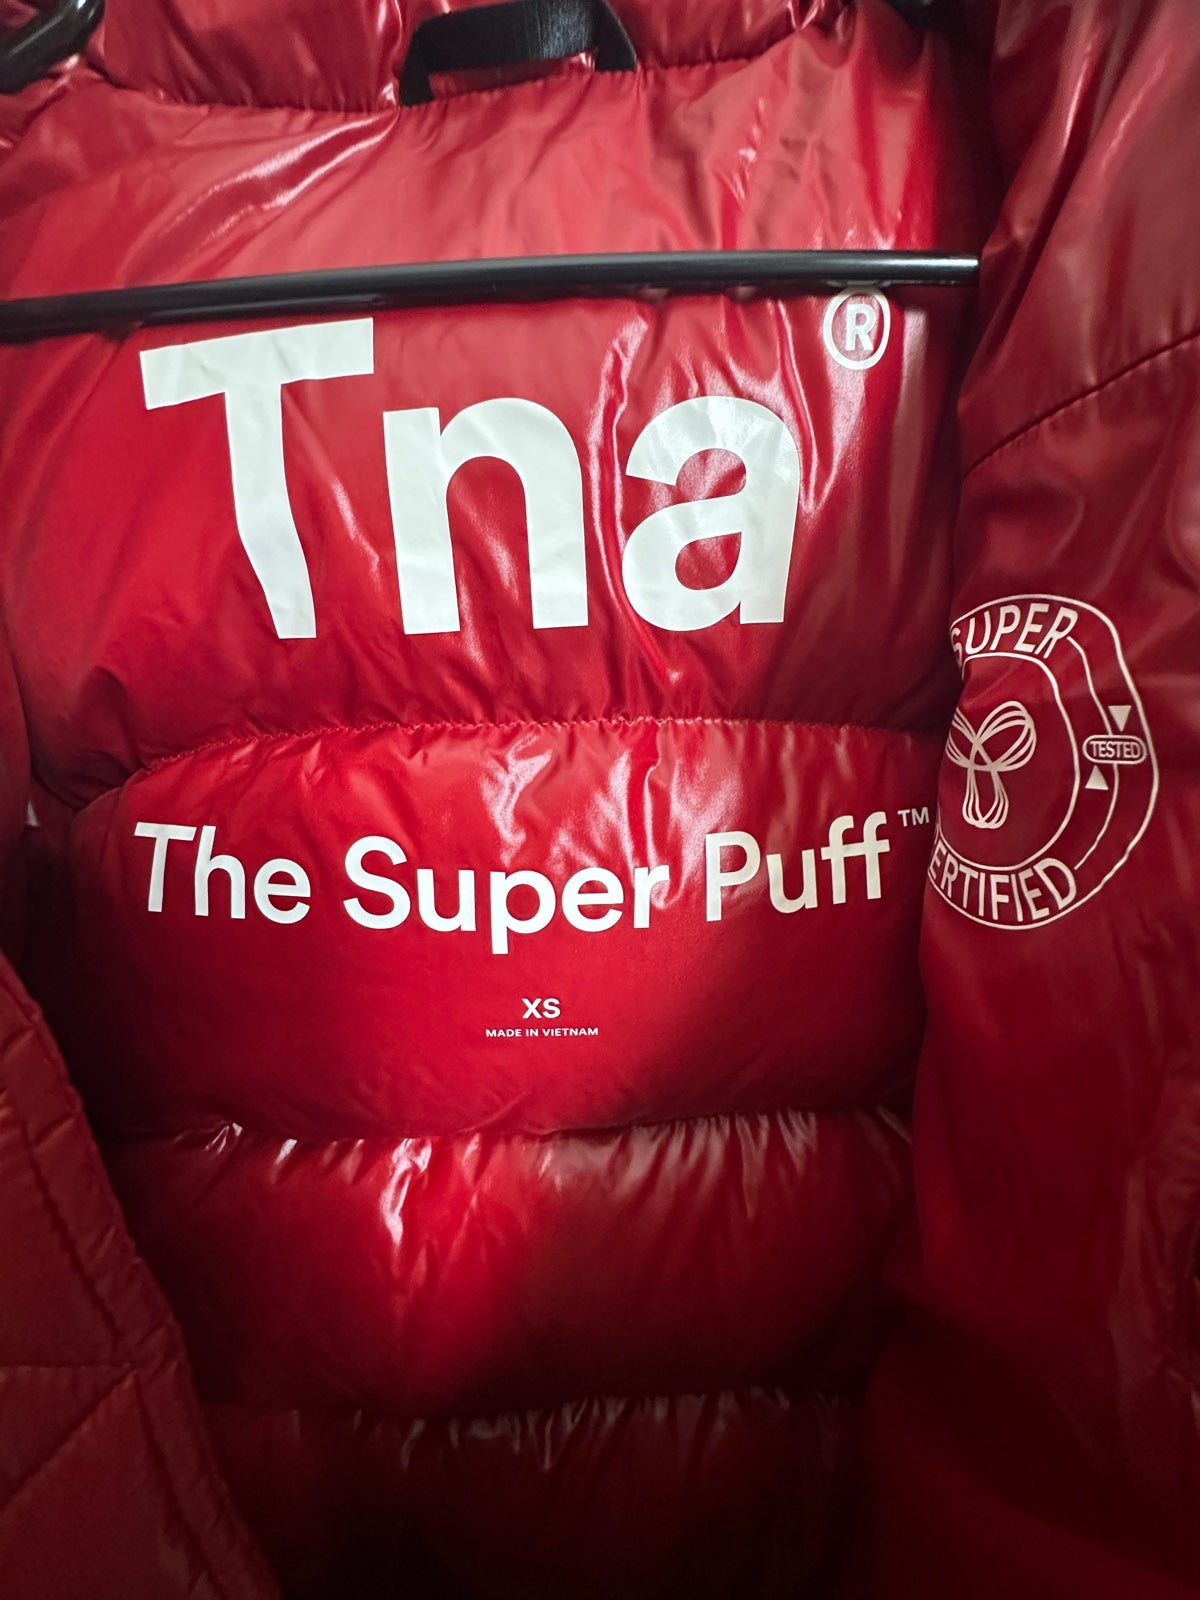 Tna®
The Super Puff™
XS
MADE IN VIETNAM
SUPER
TESTED
ERTIFIED